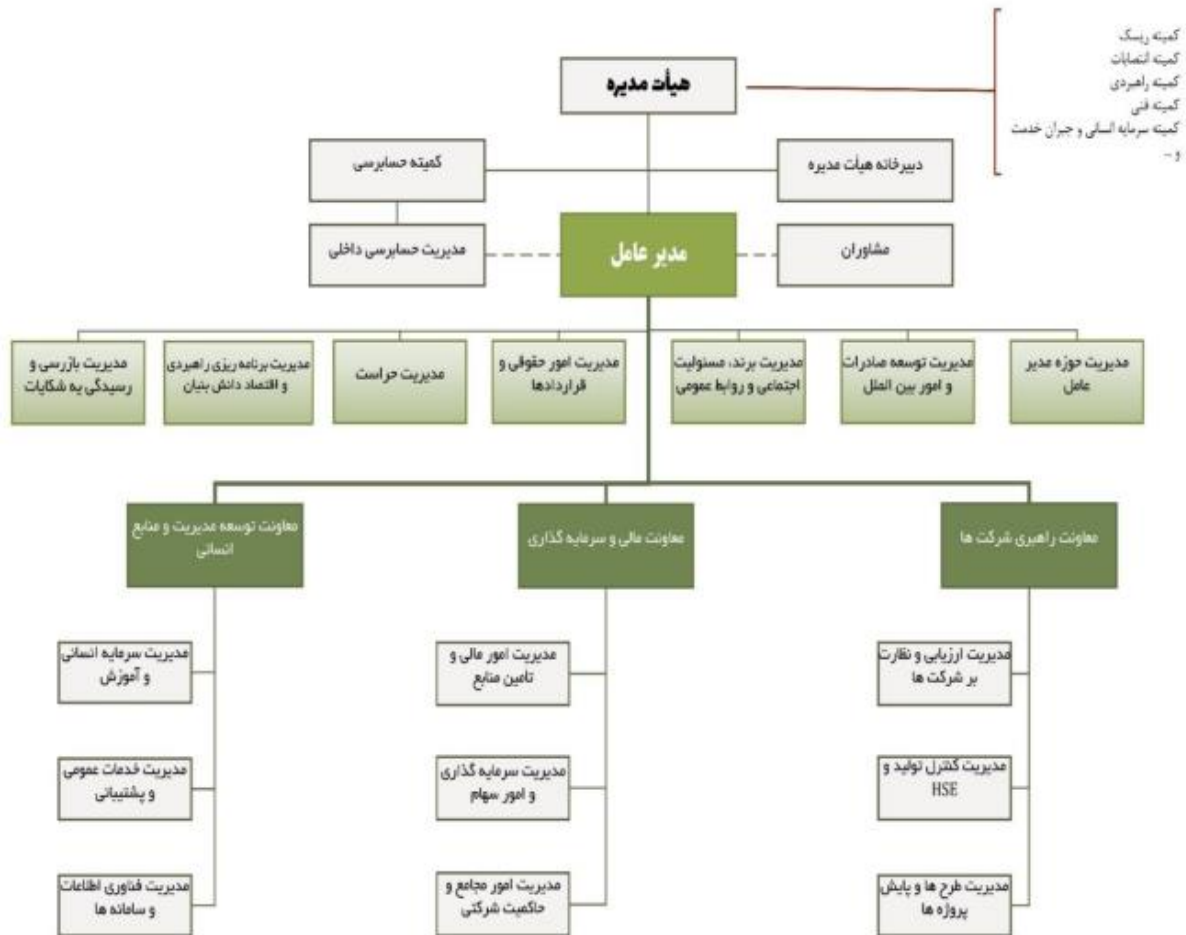 کمیته ریسک
کمیته انتصابات
کمیته راهبردی
کمیته فنی
کمیته سرمایه انسانی و جبران خدمت
و ...
هیأت مدیره
دبیرخانه هیأت مدیره
کمیته حسابرسی
مشاوران
مدیر عامل
مدیریت حسابرسی داخلی
مدیریت حوزه مدیر
عامل
مدیریت توسعه صادرات
و امور بین الملل
مدیریت برند، مسئولیت
اجتماعی و روابط عمومی
مدیریت امور حقوقی و
قراردادها
مدیریت حراست
مدیریت برنامه ریزی راهبردی
و اقتصاد دانش بنیان
مدیریت بازرسی و
رسیدگی به شکایات
معاونت راهبری شرکت ها
معاونت مالی و سرمایه گذاری
معاونت توسعه مدیریت و منابع
انسانی
مدیریت ارزیابی و نظارت
بر شرکت ها
مدیریت کنترل تولید و
HSE
مدیریت طرح ها و پایش
پروژه ها
مدیریت امور مالی و
تامین منابع
مدیریت سرمایه گذاری
و امور سهام
مدیریت امور مجامع و
حاکمیت شرکتی
مدیریت سرمایه انسانی
و آموزش
مدیریت خدمات عمومی
و پشتیبانی
مدیریت فناوری اطلاعات
و سامانه ها